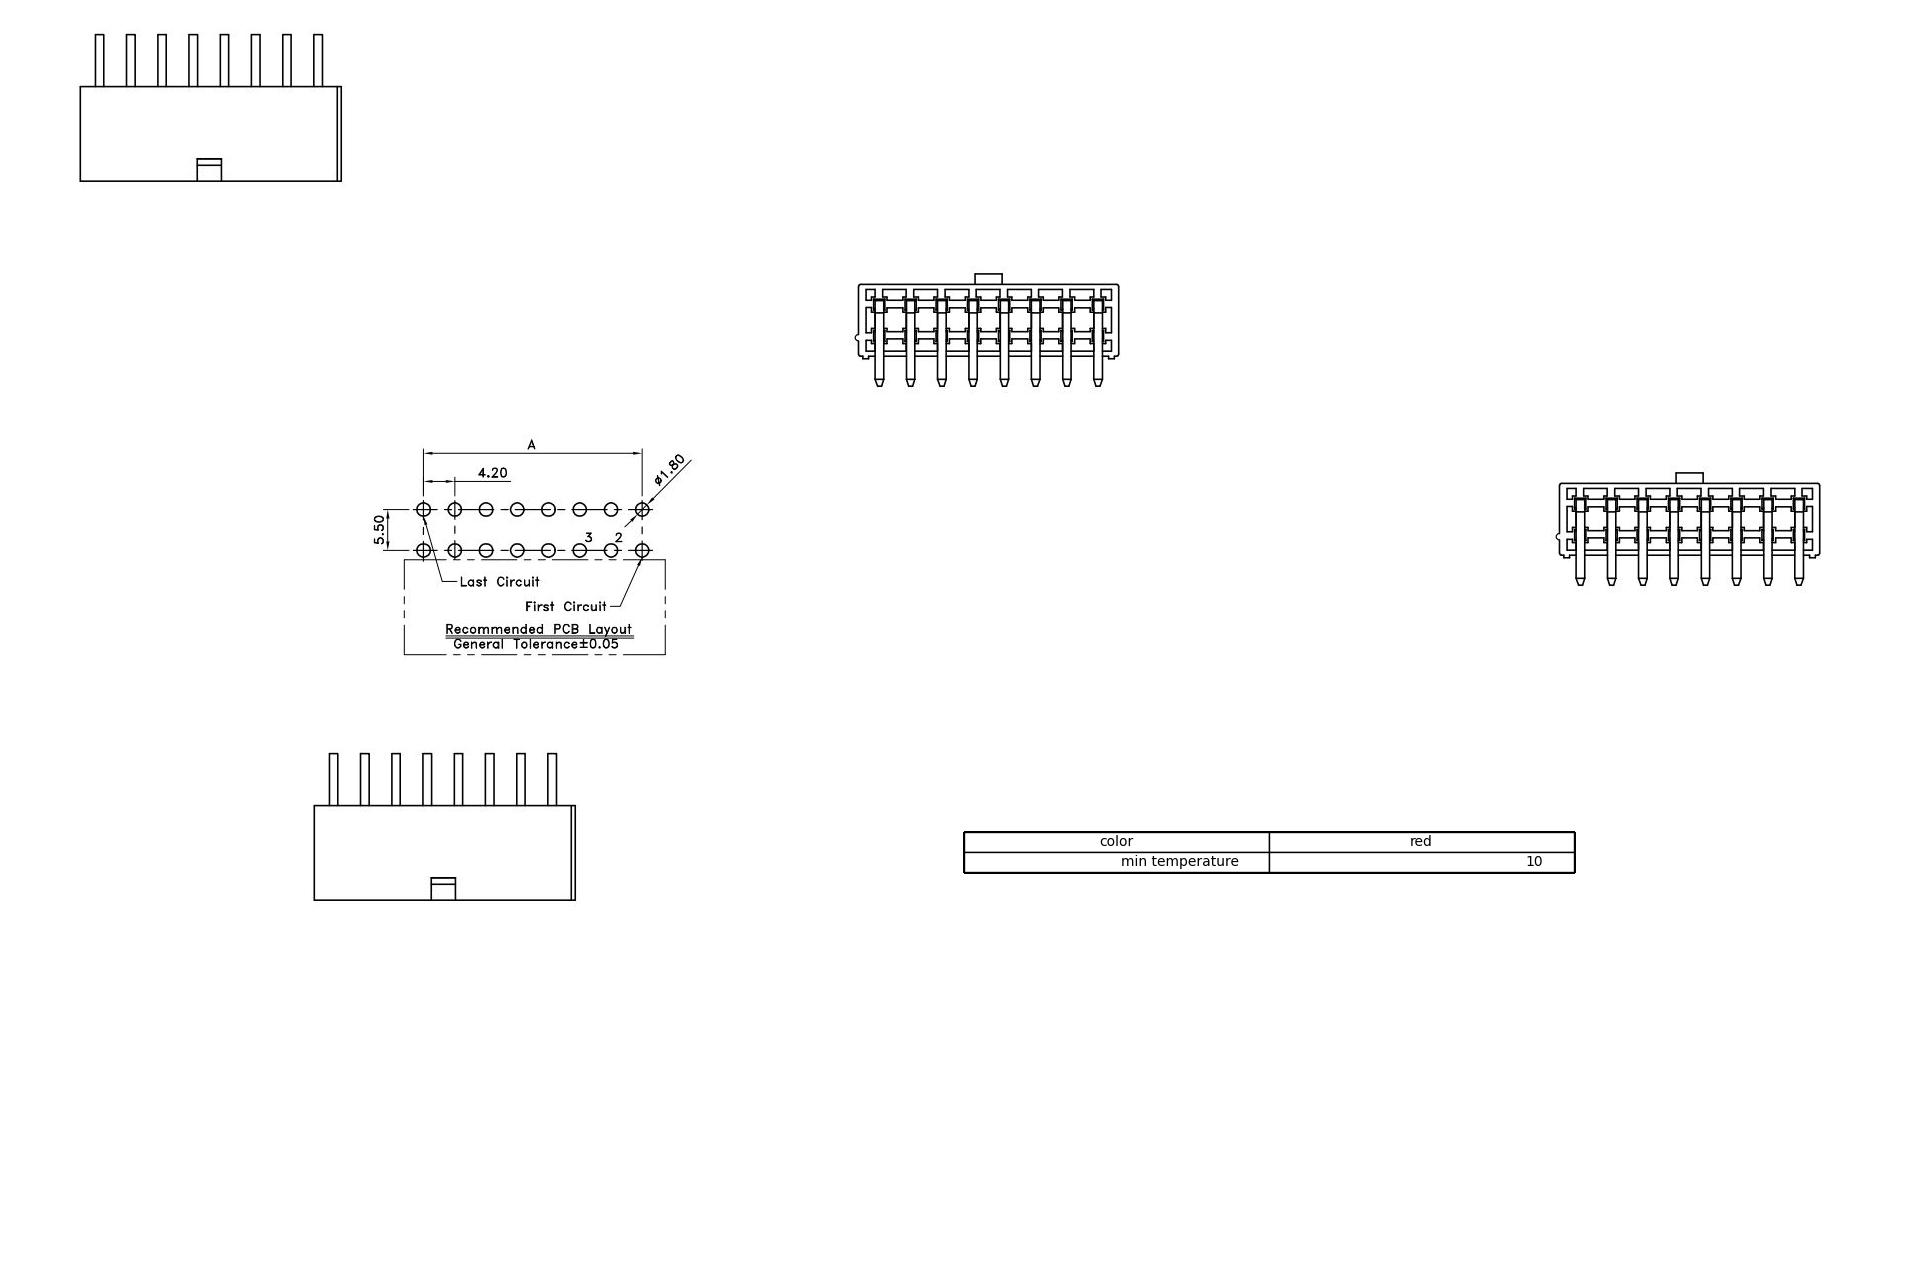 A
4.20
ø1.80
5.50
3 2
Last Circuit
First Circuit
Recommended PCB Layout
General Tolerance±0.05
color red
min temperature 10